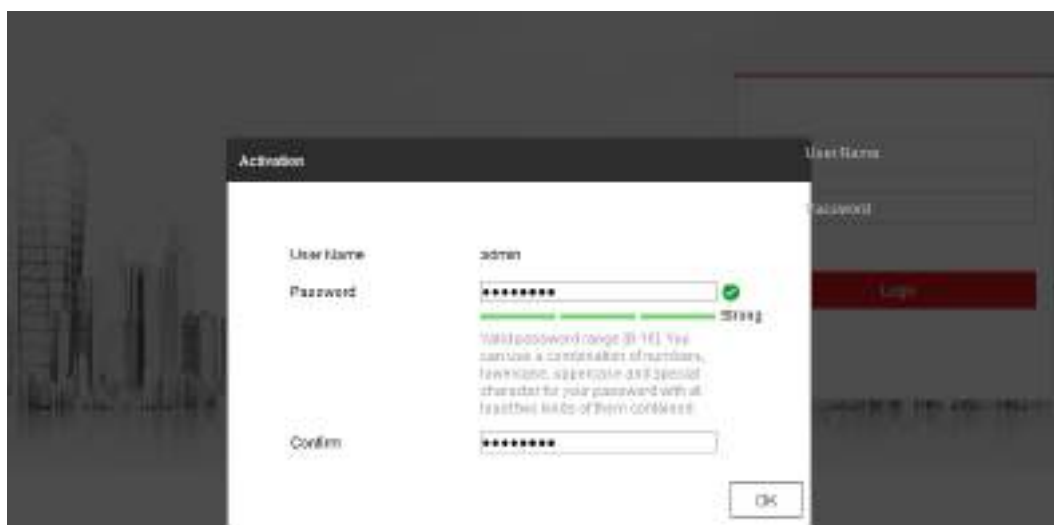 Activation
User Name
Password
Login
User Name admin
Password ••••••••
Strong
Valid password range [8-16]. You
can use a combination of numbers,
lowercase, uppercase and special
character for your password with at
least two kinds of them contained.
Confirm ••••••••
OK